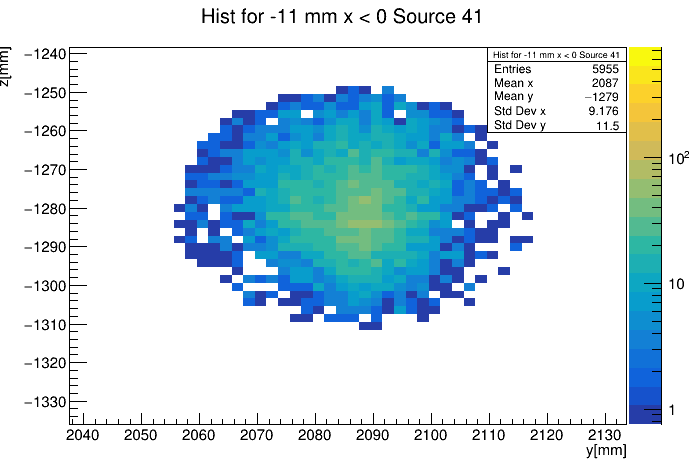 Hist for -11 mm x < 0 Source 41
z[mm]
−1240
−1250
−1260
−1270
−1280
−1290
−1300
−1310
−1320
−1330
Hist for -11 mm x < 0 Source 41
Entries 5955
Mean x 2087
Mean y −1279
Std Dev x 9.176
Std Dev y 11.5
10²
10
1
2040 2050 2060 2070 2080 2090 2100 2110 2120 2130
y[mm]